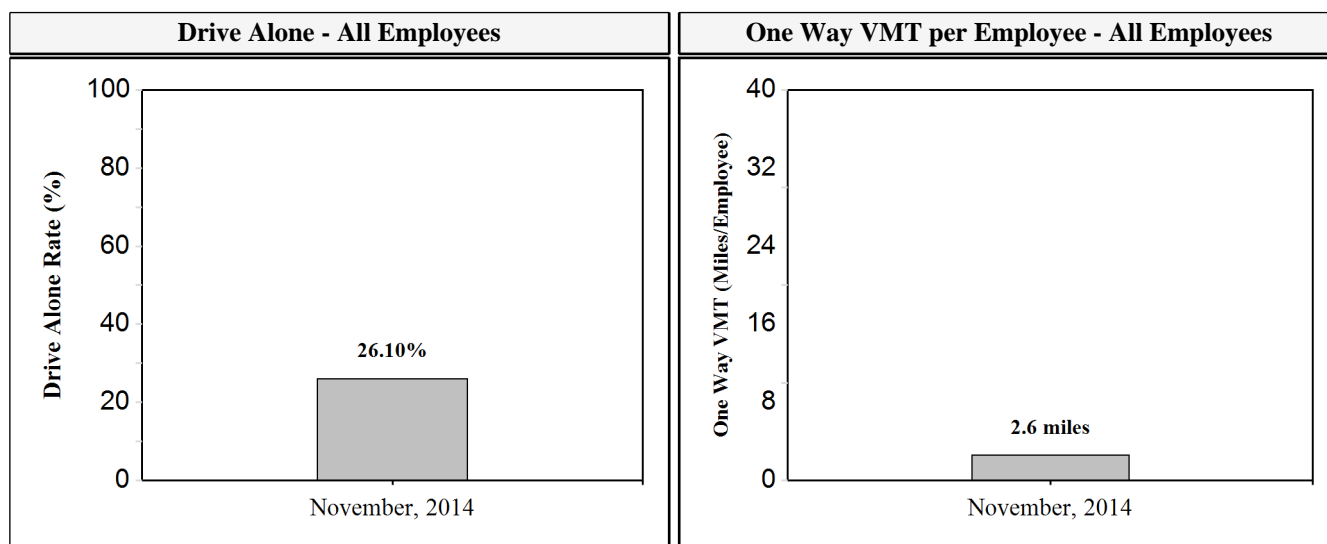 Drive Alone - All Employees
Drive Alone Rate (%)
100
80
60
40
20
0
26.10%
November, 2014
One Way VMT per Employee - All Employees
One Way VMT (Miles/Employee)
40
32
24
16
8
0
2.6 miles
November, 2014